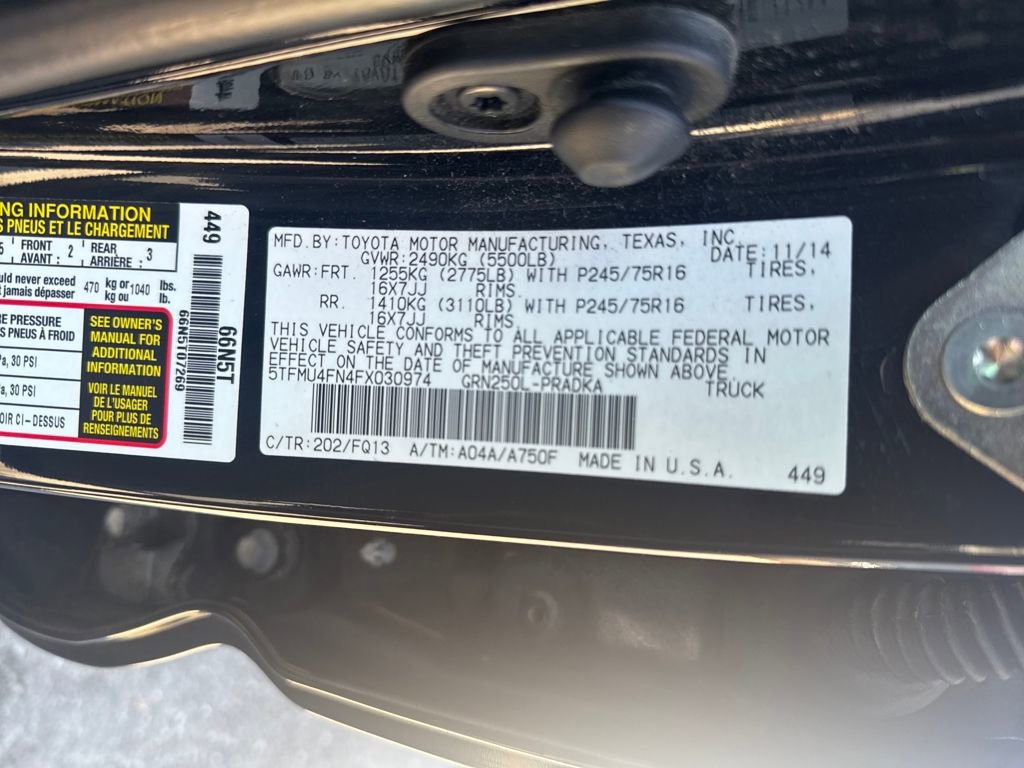 NG INFORMATION
S PNEUS ET LE CHARGEMENT
5 FRONT AVANT : 2 REAR ARRIÈRE : 3
uld never exceed 470 kg or 1040 lbs.
t jamais dépasser kg ou lb.
RE PRESSURE
S PNEUS À FROID
a, 30 PSI
a, 30 PSI
OIR CI-DESSUS
SEE OWNER'S
MANUAL FOR
ADDITIONAL
INFORMATION
VOIR LE MANUEL
DE L'USAGER
POUR PLUS DE
RENSEIGNEMENTS
449
66N5T07269
66N5T
MFD.BY:TOYOTA MOTOR MANUFACTURING, TEXAS, INC.
GVWR:2490KG (5500LB) DATE:11/14
GAWR:FRT. 1255KG (2775LB) WITH P245/75R16 TIRES,
16X7JJ RIMS
RR. 1410KG (3110LB) WITH P245/75R16 TIRES,
16X7JJ RIMS
THIS VEHICLE CONFORMS TO ALL APPLICABLE FEDERAL MOTOR
VEHICLE SAFETY AND THEFT PREVENTION STANDARDS IN
EFFECT ON THE DATE OF MANUFACTURE SHOWN ABOVE.
5TFMU4FN4FX030974 GRN250L-PRADKA TRUCK
C/TR:202/FQ13 A/TM:A04A/A750F MADE IN U.S.A.
449